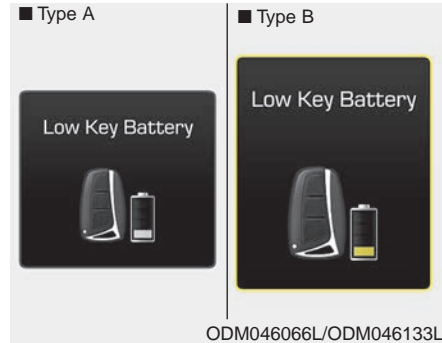 ■ Type A
■ Type B
Low Key Battery
Low Key Battery
ODM046066L/ODM046133L